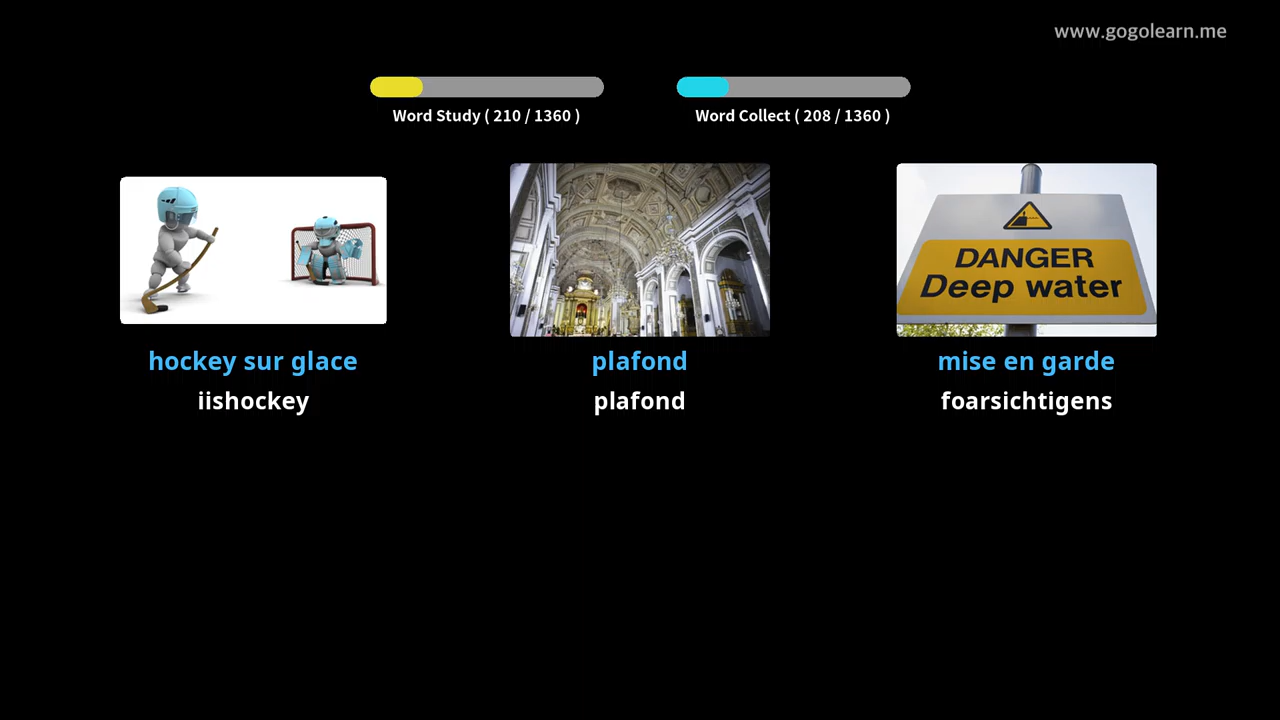 www.gogolearn.me
Word Study ( 210 / 1360 )
Word Collect ( 208 / 1360 )
DANGER
Deep water
hockey sur glace
plafond
mise en garde
iishockey
plafond
foarsichtigens